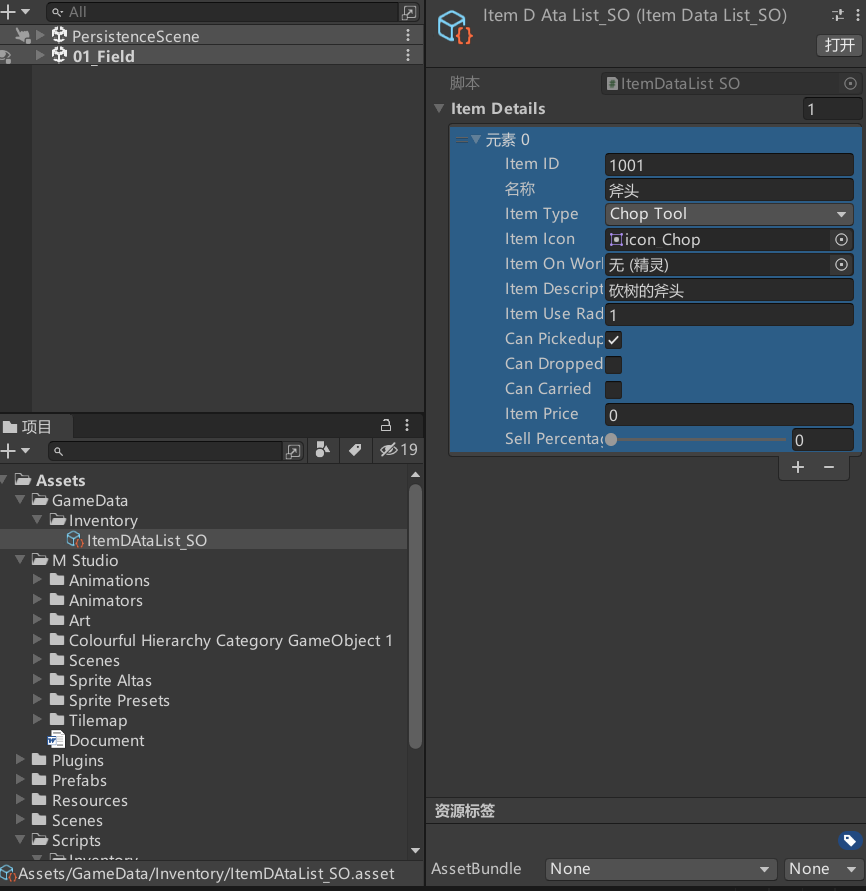 All
PersistenceScene
01_Field
项目
19
Assets
GameData
Inventory
ItemDAtaList_SO
M Studio
Animations
Animators
Art
Colourful Hierarchy Category GameObject 1
Scenes
Sprite Altas
Sprite Presets
Tilemap
Document
Plugins
Prefabs
Resources
Scenes
Scripts
Inventory
Assets/GameData/Inventory/ItemDAtaList_SO.asset
Item D Ata List_SO (Item Data List_SO)
打开
脚本 ItemDataList SO
Item Details 1
元素 0
Item ID 1001
名称 斧头
Item Type Chop Tool
Item Icon icon_Chop
Item On Worl 无 (精灵)
Item Descript 砍树的斧头
Item Use Rad 1
Can Pickedup
Can Dropped
Can Carried
Item Price 0
Sell Percentag 0
资源标签
AssetBundle None None